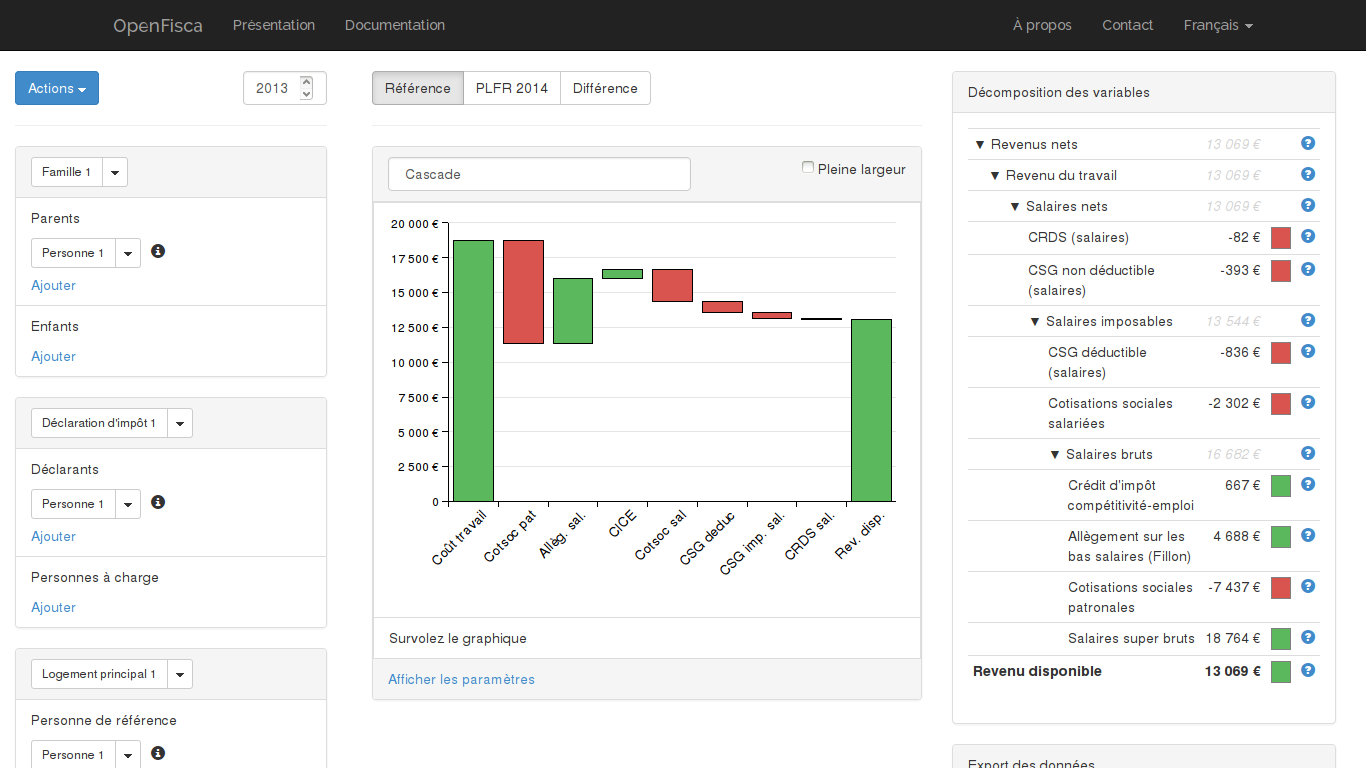 OpenFisca
Présentation
Documentation
À propos
Contact
Français
Actions
2013
Famille 1
Parents
Personne 1
Ajouter
Enfants
Ajouter
Déclaration d'impôt 1
Déclarants
Personne 1
Ajouter
Personnes à charge
Ajouter
Logement principal 1
Personne de référence
Personne 1
Référence
PLFR 2014
Différence
Cascade
Pleine largeur
20 000 €
17 500 €
15 000 €
12 500 €
10 000 €
7 500 €
5 000 €
2 500 €
0
Coût travail
Cotsoc pat
Allèg. sal.
CICE
Cotsoc sal
CSG deduc
CSG imp. sal.
CRDS sal.
Rev. disp.
Survolez le graphique
Afficher les paramètres
Décomposition des variables
▼ Revenus nets 13 069 €
▼ Revenu du travail 13 069 €
▼ Salaires nets 13 069 €
CRDS (salaires) -82 €
CSG non déductible -393 €
(salaires)
▼ Salaires imposables 13 544 €
CSG déductible -836 €
(salaires)
Cotisations sociales -2 302 €
salariées
▼ Salaires bruts 16 682 €
Crédit d'impôt 667 €
compétitivité-emploi
Allègement sur les 4 688 €
bas salaires (Fillon)
Cotisations sociales -7 437 €
patronales
Salaires super bruts 18 764 €
Revenu disponible 13 069 €
Export des données